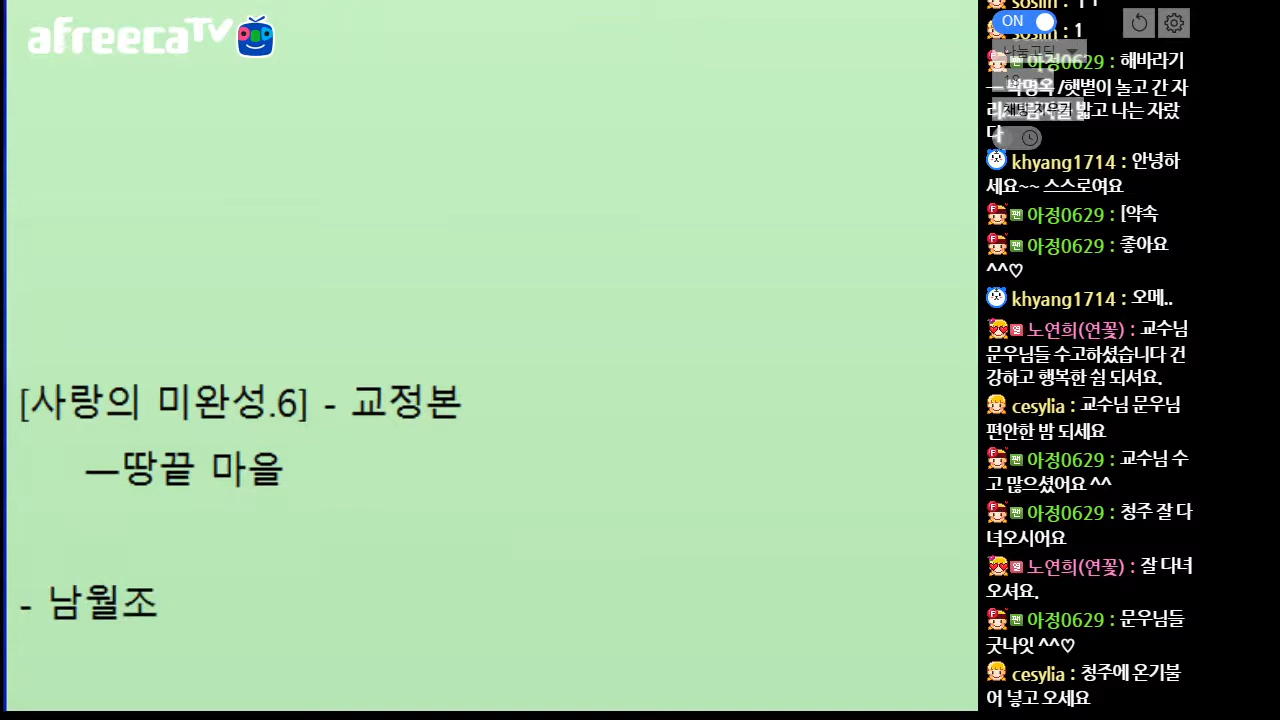 afreecaTV
[사랑의 미완성.6] - 교정본
―땅끝 마을
- 남월조
ON
: 1
나눔고딕
아정0629 : 해바라기
/햇볕이 놀고 간 자
밟고 나는 자랐
다
khyang1714 : 안녕하
세요~~ 스스로여요
아정0629 : [약속
아정0629 : 좋아요
^^♡
khyang1714 : 오메..
노연희(연꽃) : 교수님
문우님들 수고하셨습니다 건
강하고 행복한 쉼 되셔요.
cesylia : 교수님 문우님
편안한 밤 되세요
아정0629 : 교수님 수
고 많으셨어요 ^^
아정0629 : 청주 잘 다
녀오시어요
노연희(연꽃) : 잘 다녀
오셔요.
아정0629 : 문우님들
굿나잇 ^^♡
cesylia : 청주에 온기불
어 넣고 오세요